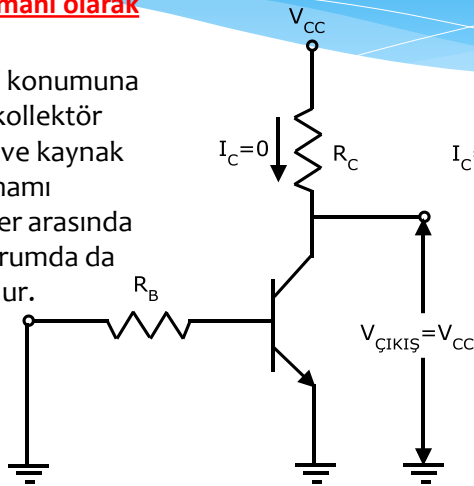 manı olarak
konumuna
kollektör
ve kaynak
namı
er arasında
rumda da
ur.
V_CC
I_C=0
R_C
I_C
R_B
V_ÇIKIŞ=V_CC